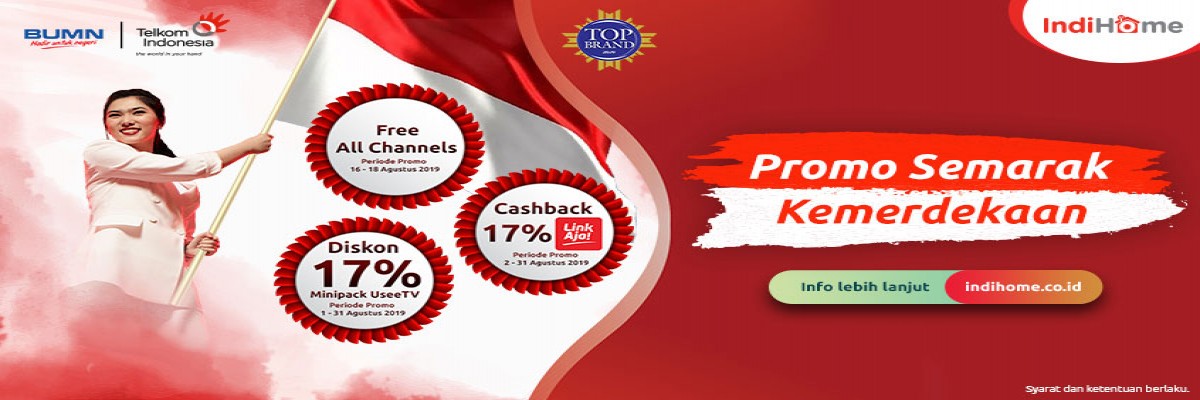 BUMN
Hadir untuk negeri
Telkom
Indonesia
the world in your hand
TOP
BRAND
IndiHome
Free
All Channels
Periode Promo
16 - 18 Agustus 2019
Cashback
17%
Link
Ajo!
Periode Promo
2 - 31 Agustus 2019
Diskon
17%
Minipack UseeTV
Periode Promo
1 - 31 Agustus 2019
Promo Semarak
Kemerdekaan
Info lebih lanjut
indihome.co.id
Syarat dan ketentuan berlaku.